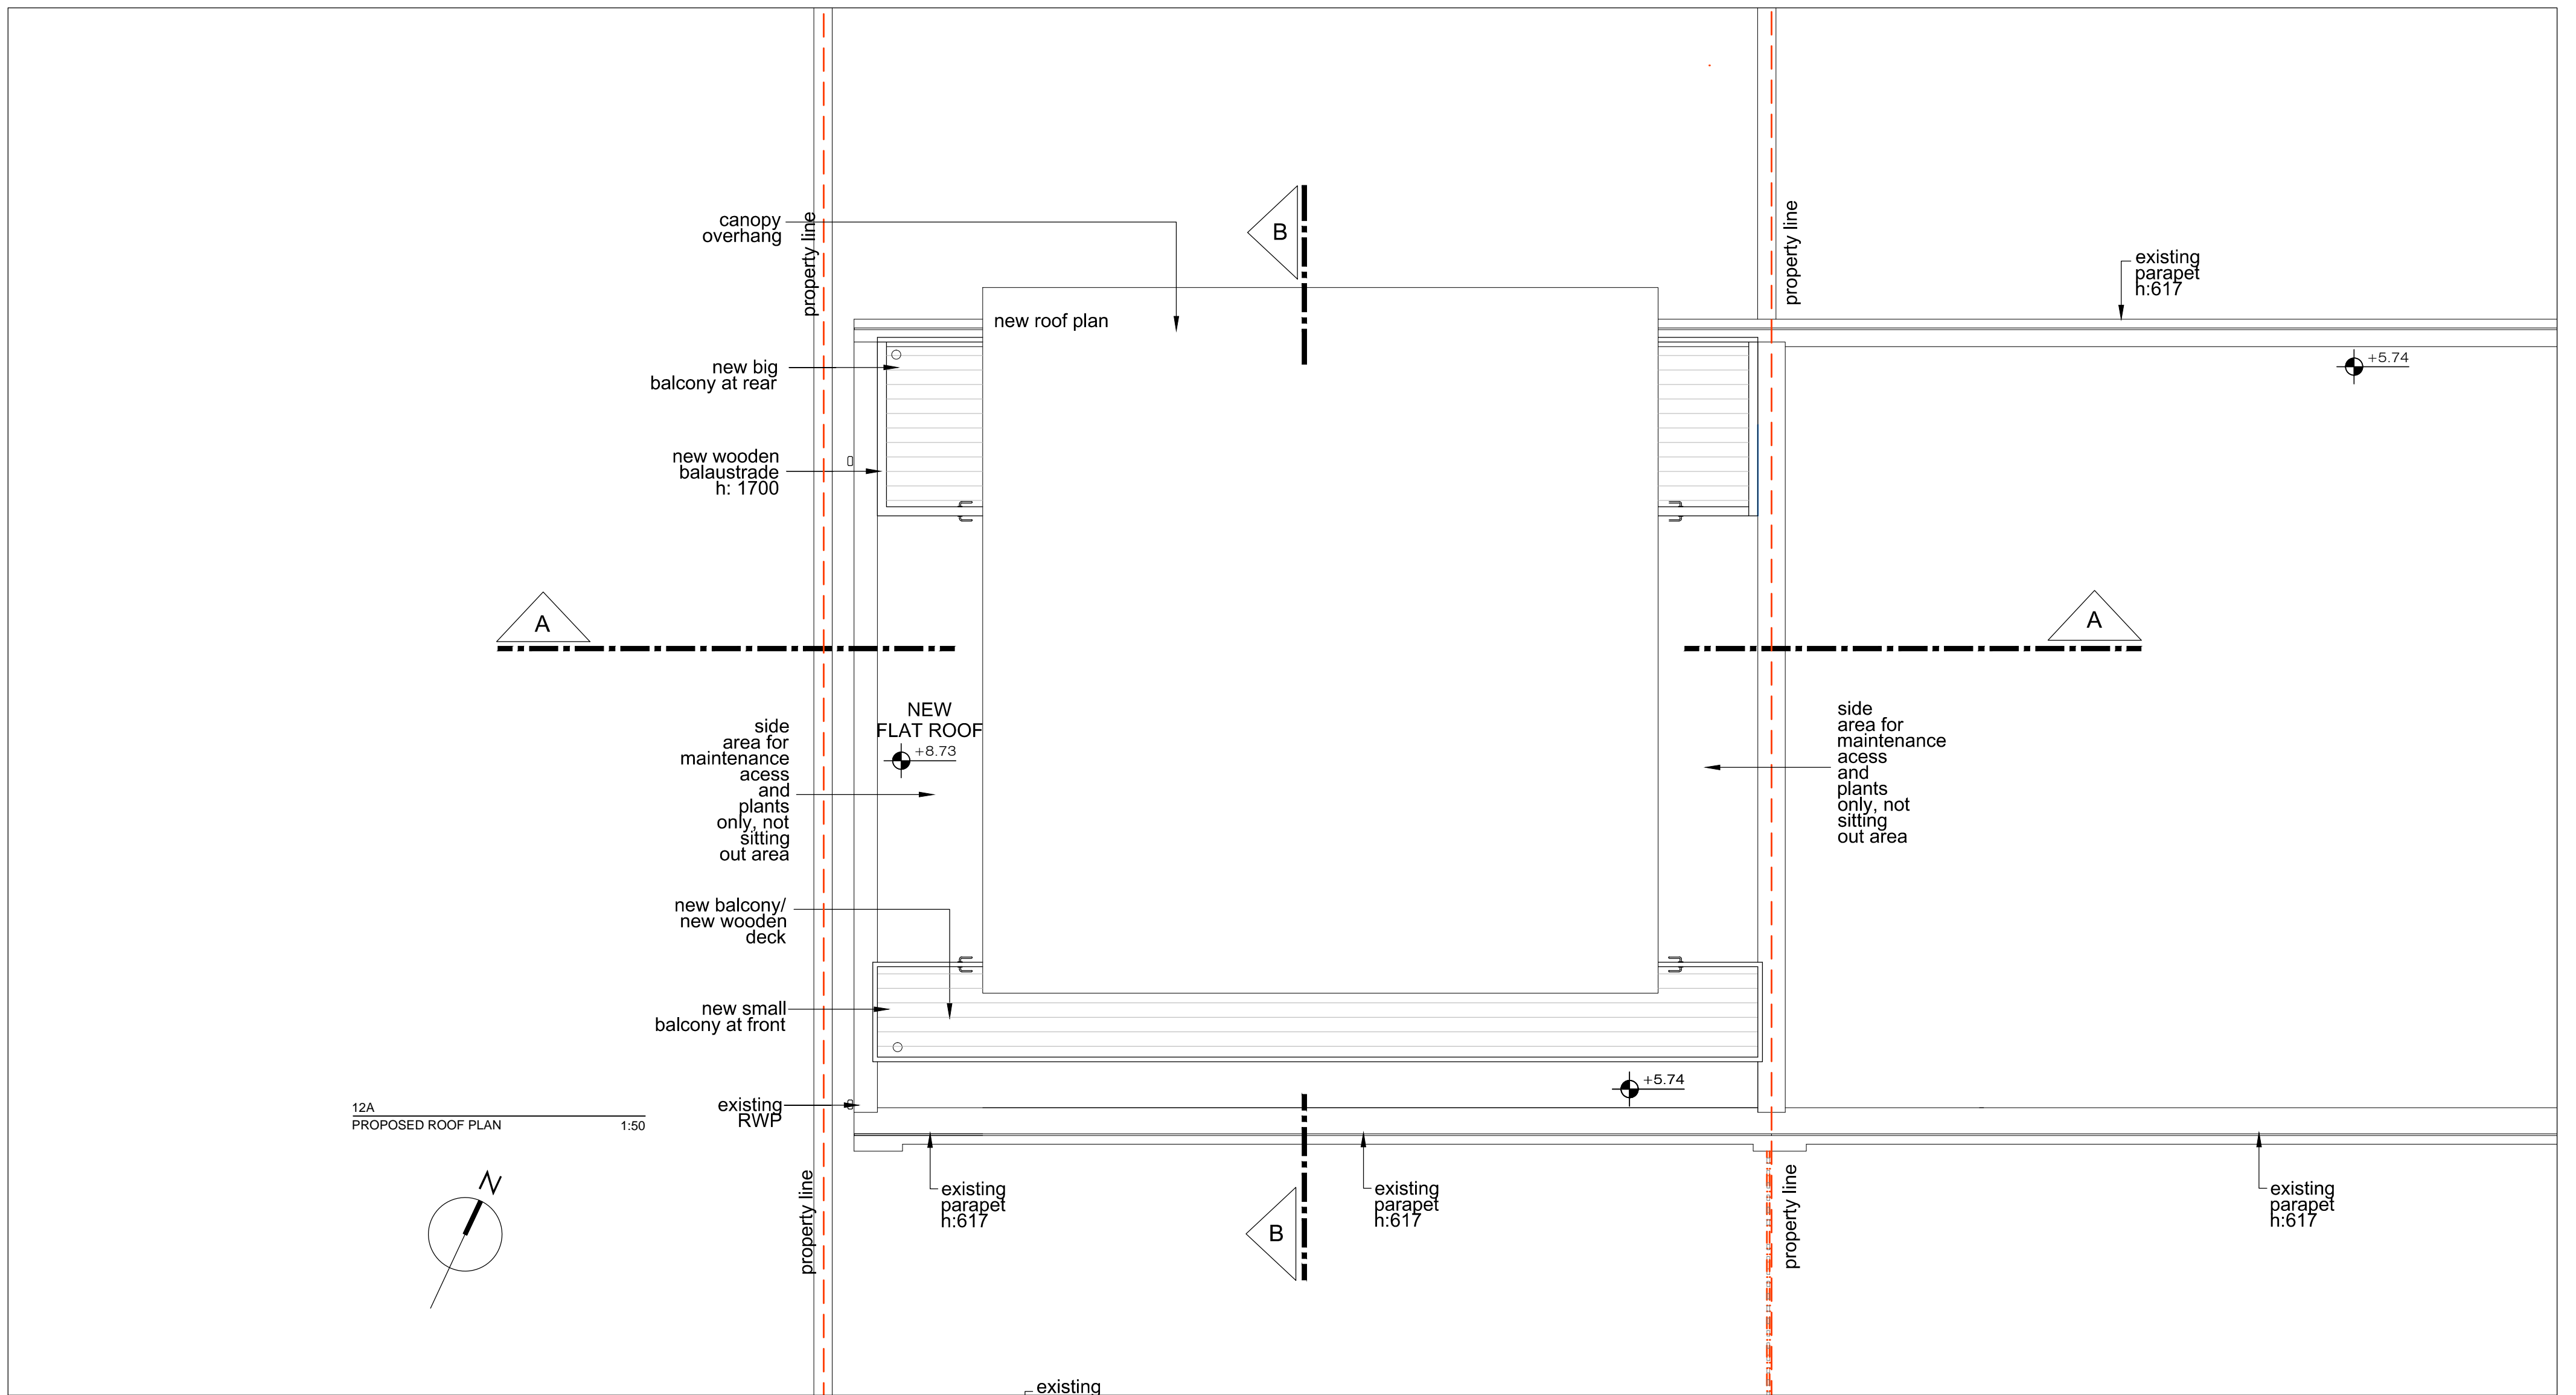 canopy
overhang
property line
B
property line
existing
parapet
h:617
new roof plan
new big
balcony at rear
+5.74
new wooden
balaustrade
h: 1700
A
A
NEW
FLAT ROOF
+8.73
side
area for
maintenance
acess
and
plants
only, not
sitting
out area
side
area for
maintenance
acess
and
plants
only, not
sitting
out area
new balcony/
new wooden
deck
new small
balcony at front
+5.74
existing
RWP
12A
PROPOSED ROOF PLAN
1:50
N
property line
existing
parapet
h:617
B
existing
parapet
h:617
property line
existing
parapet
h:617
existing